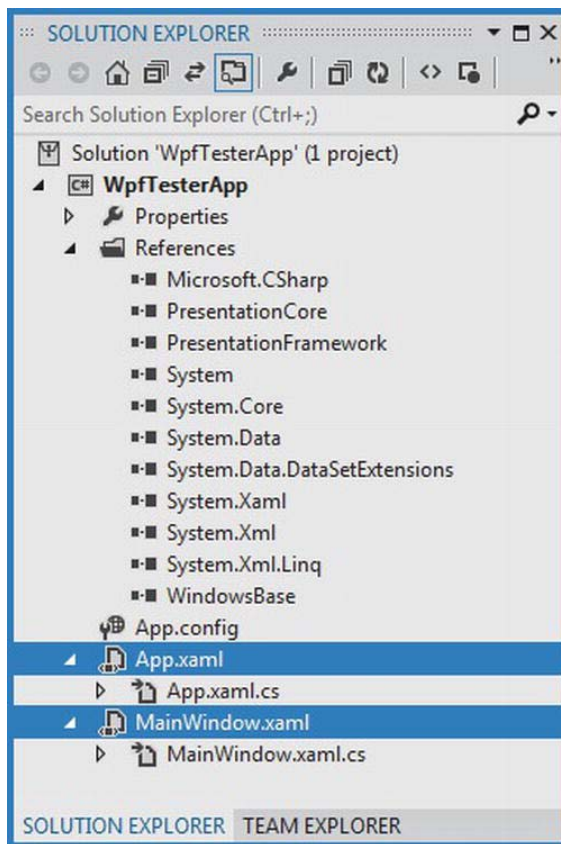 SOLUTION EXPLORER
Search Solution Explorer (Ctrl+;)
Solution 'WpfTesterApp' (1 project)
C# WpfTesterApp
Properties
References
Microsoft.CSharp
PresentationCore
PresentationFramework
System
System.Core
System.Data
System.Data.DataSetExtensions
System.Xaml
System.Xml
System.Xml.Linq
WindowsBase
App.config
App.xaml
App.xaml.cs
MainWindow.xaml
MainWindow.xaml.cs
SOLUTION EXPLORER TEAM EXPLORER